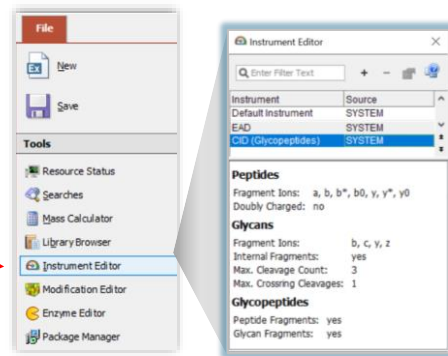 File
New
Save
Tools
Resource Status
Searches
Mass Calculator
Library Browser
Instrument Editor
Modification Editor
Enzyme Editor
Package Manager
Instrument Editor
Enter Filter Text
Instrument Source
Default Instrument SYSTEM
EAD SYSTEM
CID (Glycopeptides) SYSTEM
Peptides
Fragment Ions: a, b, b*, b0, y, y*, y0
Doubly Charged: no
Glycans
Fragment Ions: b, c, y, z
Internal Fragments: yes
Max. Cleavage Count: 3
Max. Crossring Cleavages: 1
Glycopeptides
Peptide Fragments: yes
Glycan Fragments: yes